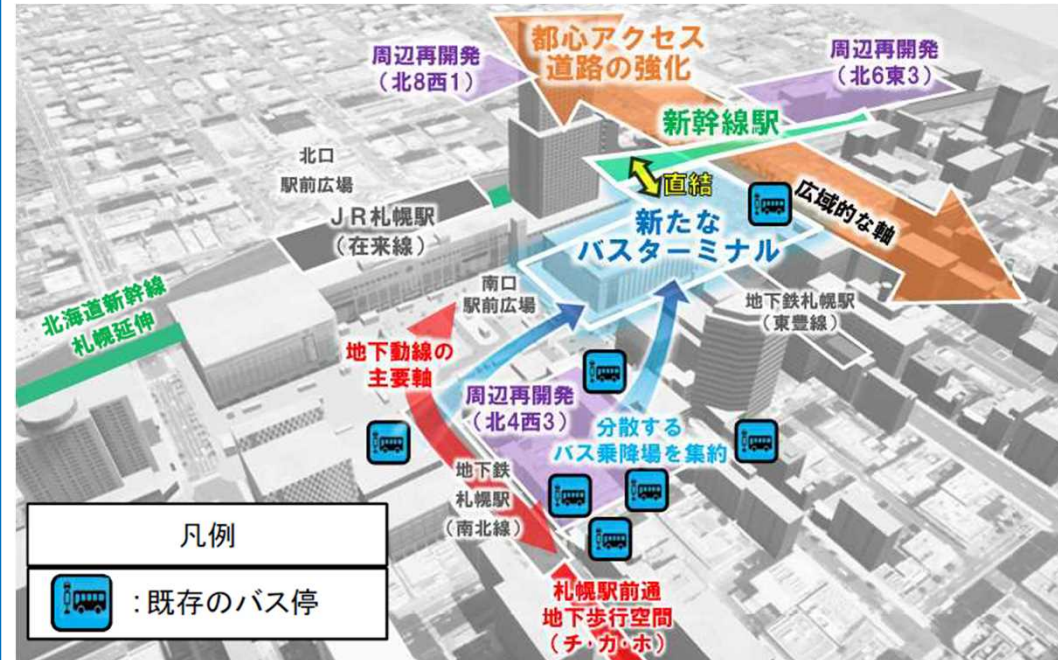 都心アクセス
道路の強化
周辺再開発
(北8西1)
周辺再開発
(北6東3)
新幹線駅
北口
駅前広場
直結
広域的な軸
JR札幌駅
(在来線)
新たな
バスターミナル
南口
駅前広場
地下鉄札幌駅
(東豊線)
北海道新幹線
札幌延伸
地下動線の
主要軸
周辺再開発
(北4西3)
分散する
バス乗降場を集約
地下鉄
札幌駅
(南北線)
札幌駅前通
地下歩行空間
(チ・カ・ホ)
凡例
:既存のバス停